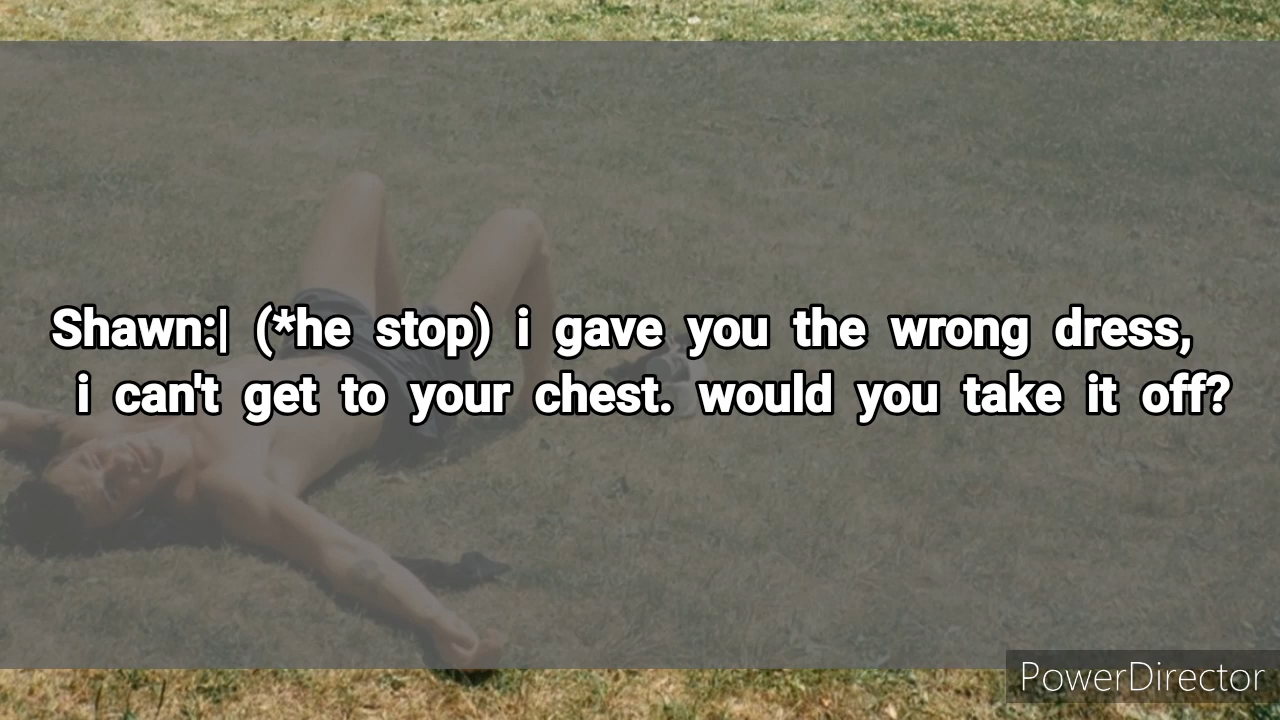 Shawn:| (*he stop) i gave you the wrong dress,
i can't get to your chest. would you take it off?
PowerDirector